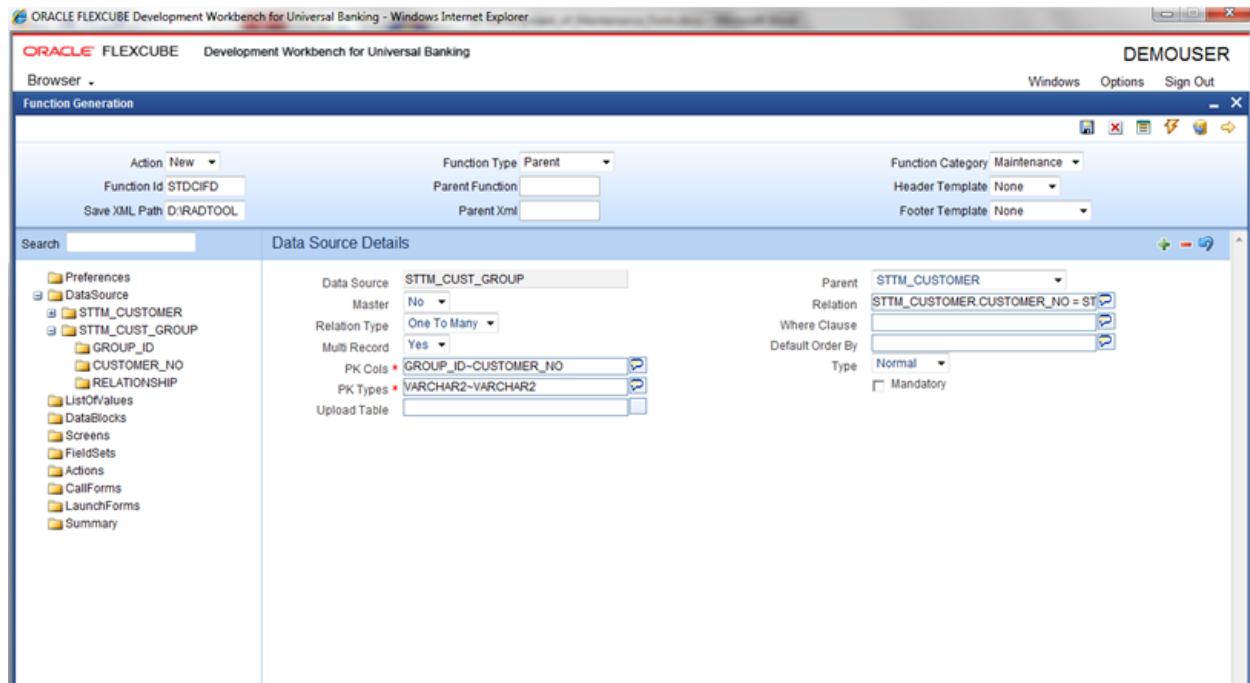 ORACLE FLEXCUBE Development Workbench for Universal Banking - Windows Internet Explorer
ORACLE FLEXCUBE Development Workbench for Universal Banking
DEMOUSER
Browser
Windows Options Sign Out
Function Generation
Action New Function Type Parent Function Category Maintenance
Function Id STDCIFD Parent Function Header Template None
Save XML Path D:\RADTOOL Parent Xml Footer Template None
Search
Preferences
DataSource
STTM_CUSTOMER
STTM_CUST_GROUP
GROUP_ID
CUSTOMER_NO
RELATIONSHIP
ListOfValues
DataBlocks
Screens
FieldSets
Actions
CallForms
LaunchForms
Summary
Data Source Details
Data Source STTM_CUST_GROUP Parent STTM_CUSTOMER
Master No Relation STTM_CUSTOMER.CUSTOMER_NO = ST
Relation Type One To Many Where Clause
Multi Record Yes Default Order By
PK Cols * GROUP_ID~CUSTOMER_NO Type Normal
PK Types * VARCHAR2~VARCHAR2 Mandatory
Upload Table